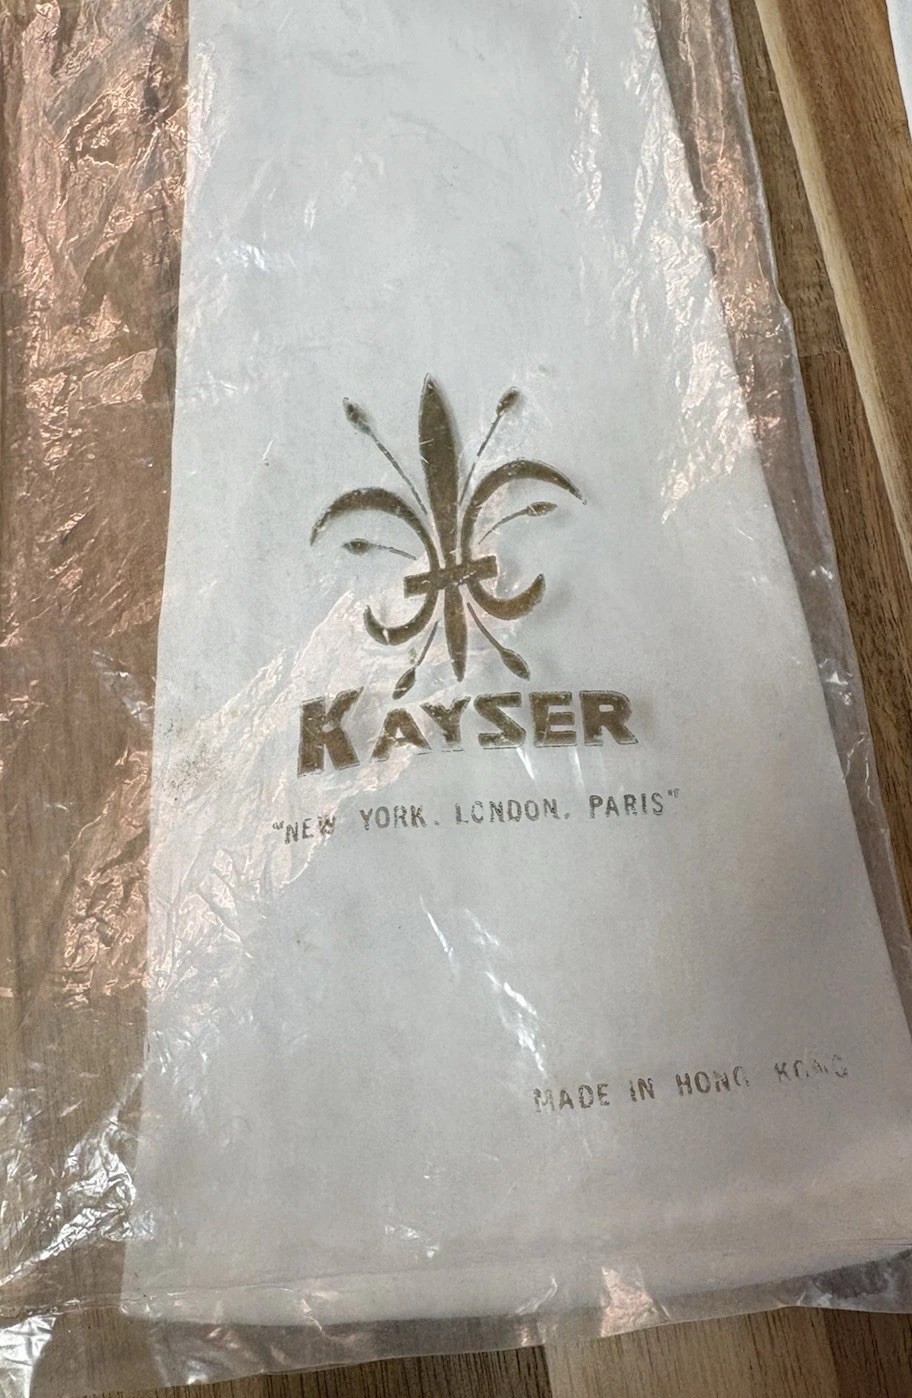 KAYSER
"NEW YORK. LONDON. PARIS"
MADE IN HONG KONG